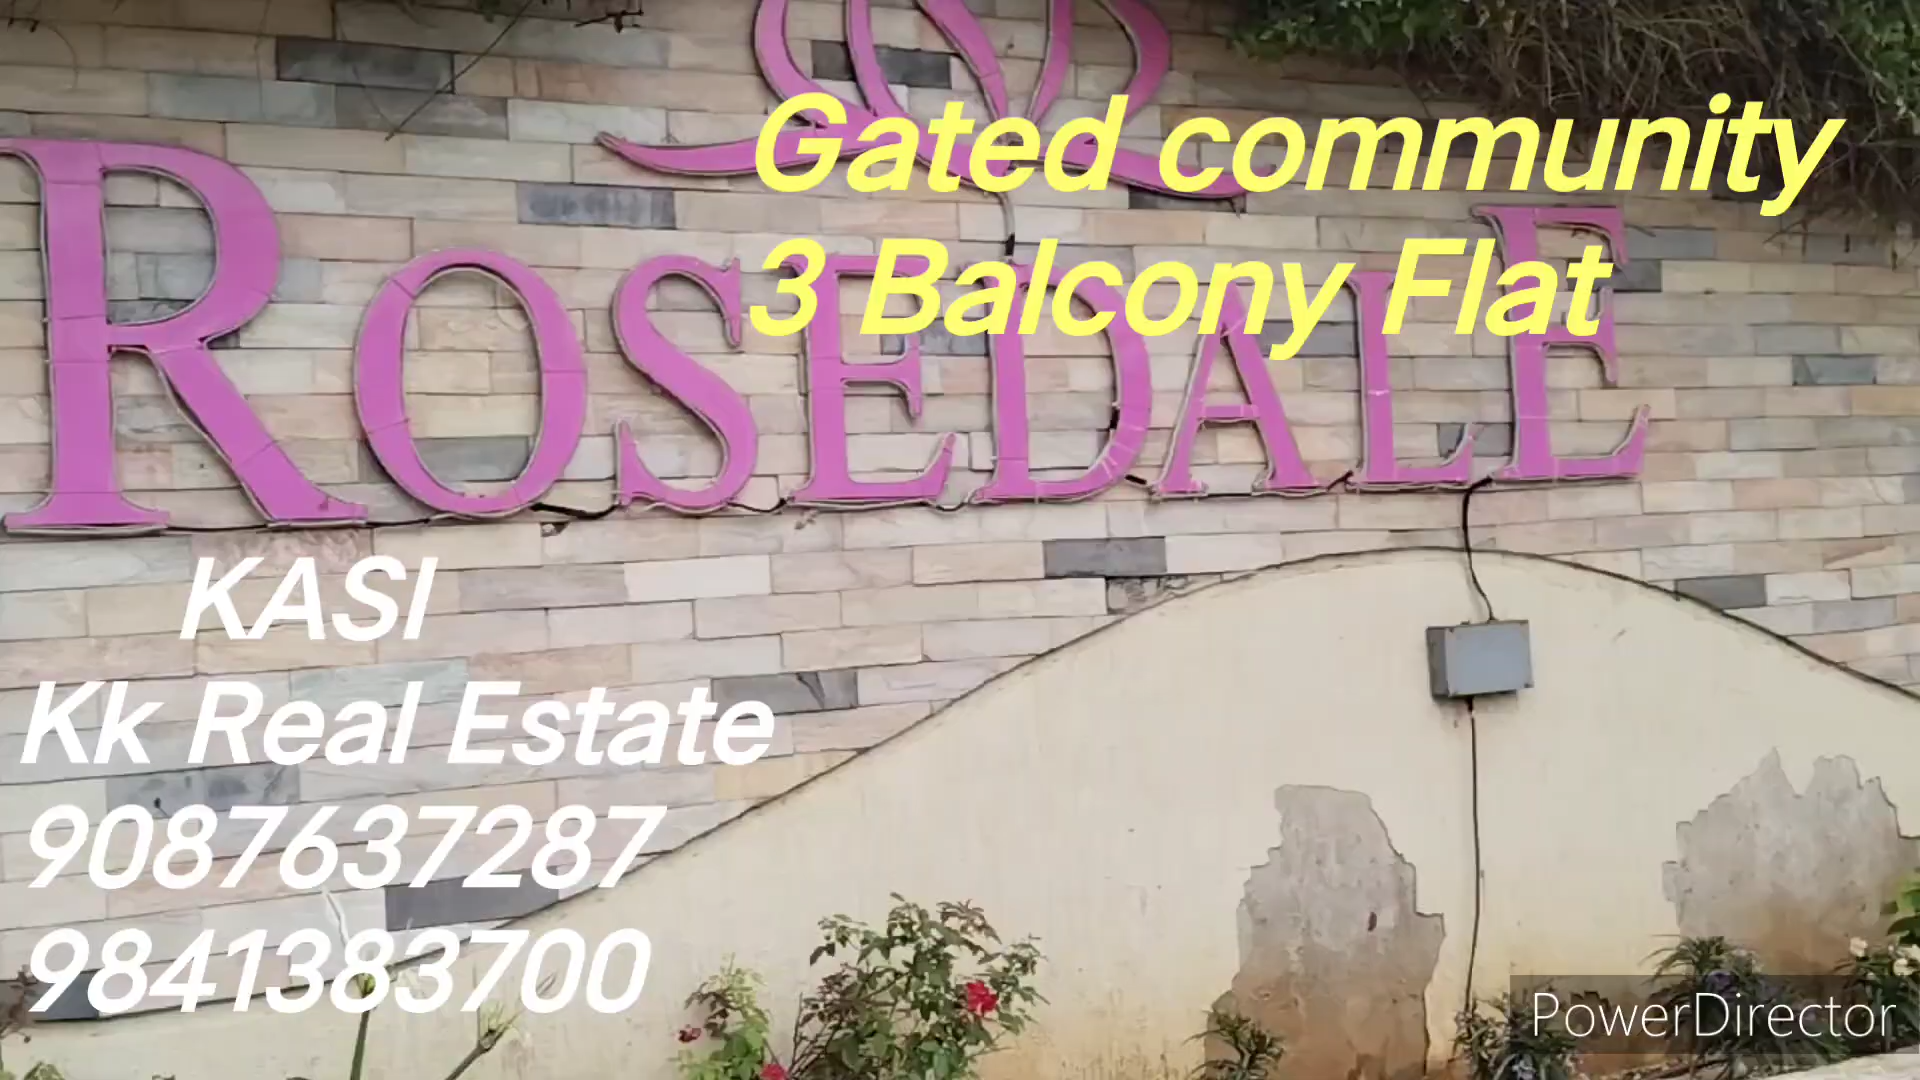 Gated community
3 Balcony Flat
ROSEDALE
KASI
Kk Real Estate
9087637287
9841383700
PowerDirector